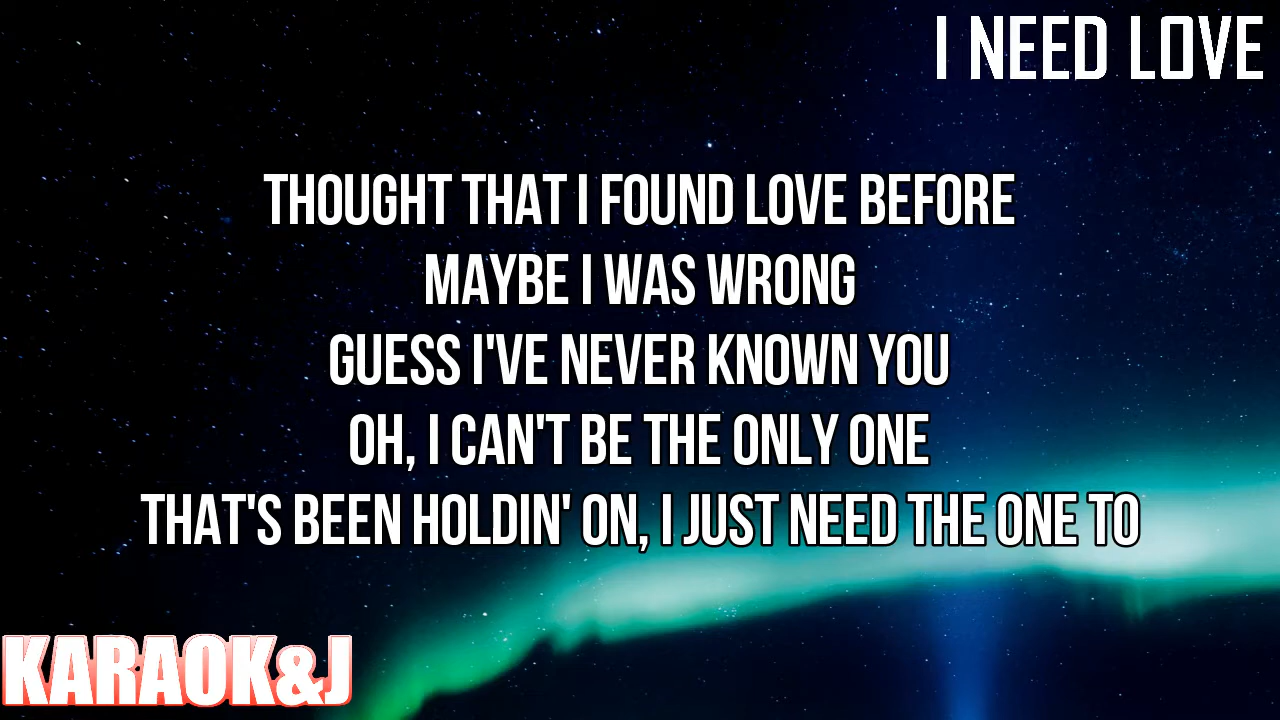 I NEED LOVE
THOUGHT THAT I FOUND LOVE BEFORE
MAYBE I WAS WRONG
GUESS I'VE NEVER KNOWN YOU
OH, I CAN'T BE THE ONLY ONE
THAT'S BEEN HOLDIN' ON, I JUST NEED THE ONE TO
KARAOK&J